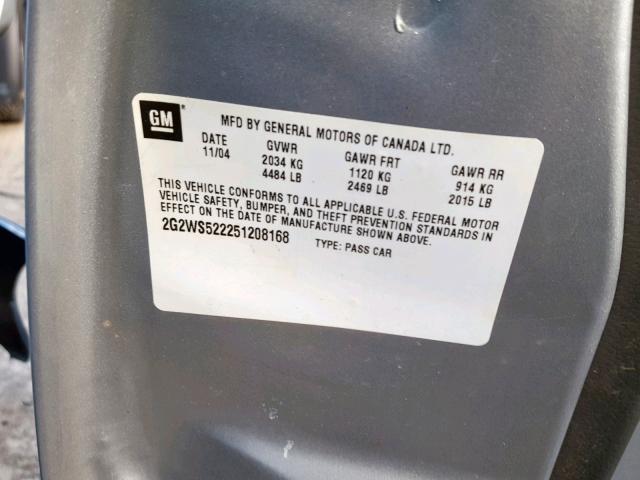 GM
MFD BY GENERAL MOTORS OF CANADA LTD.
DATE GVWR GAWR FRT GAWR RR
11/04 2034 KG 1120 KG 914 KG
4484 LB 2469 LB 2015 LB
THIS VEHICLE CONFORMS TO ALL APPLICABLE U.S. FEDERAL MOTOR
VEHICLE SAFETY, BUMPER, AND THEFT PREVENTION STANDARDS IN
EFFECT ON THE DATE OF MANUFACTURE SHOWN ABOVE.
2G2WS522251208168 TYPE: PASS CAR